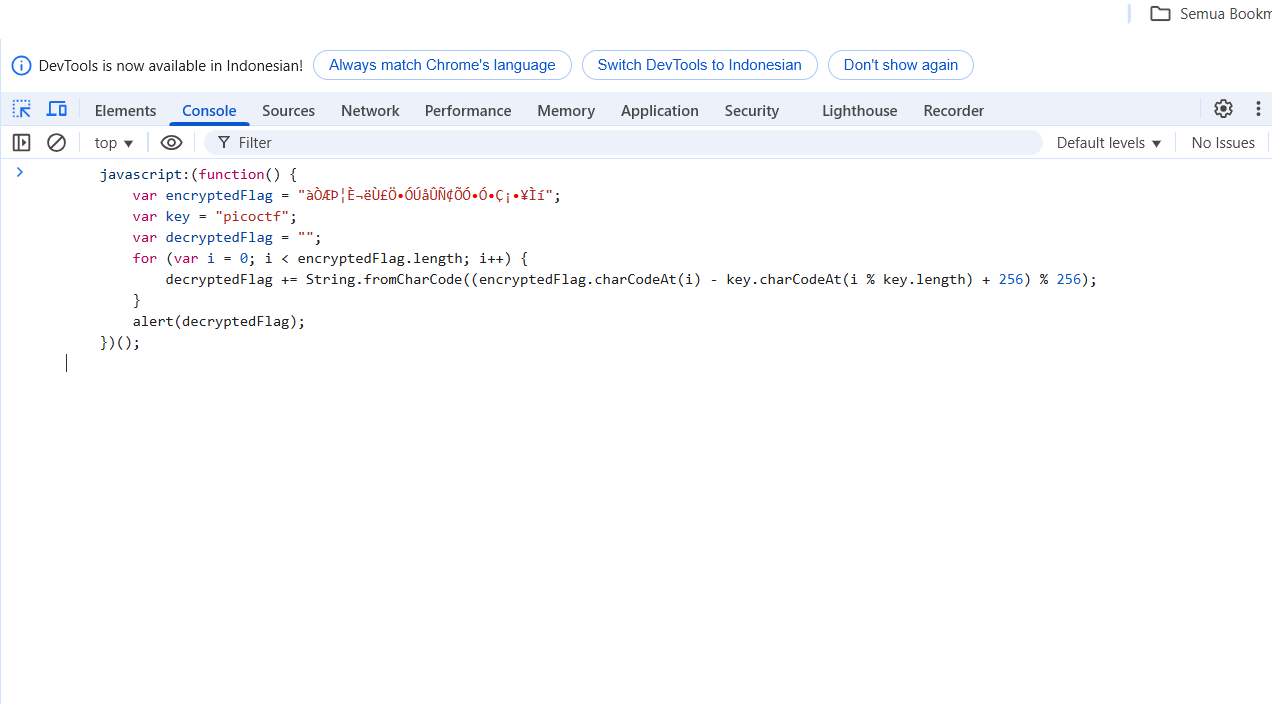 Semua Bookm
DevTools is now available in Indonesian! Always match Chrome's language Switch DevTools to Indonesian Don't show again
Elements Console Sources Network Performance Memory Application Security Lighthouse Recorder
top Filter Default levels No Issues
javascript:(function() {
var encryptedFlag = "àÒÆÞ¦È¬ëÙ£Ö•ÓÚåÛÑ¢ÕÓ•Ó•Ç¡•¥Ìí";
var key = "picoctf";
var decryptedFlag = "";
for (var i = 0; i < encryptedFlag.length; i++) {
decryptedFlag += String.fromCharCode((encryptedFlag.charCodeAt(i) - key.charCodeAt(i % key.length) + 256) % 256);
}
alert(decryptedFlag);
})();